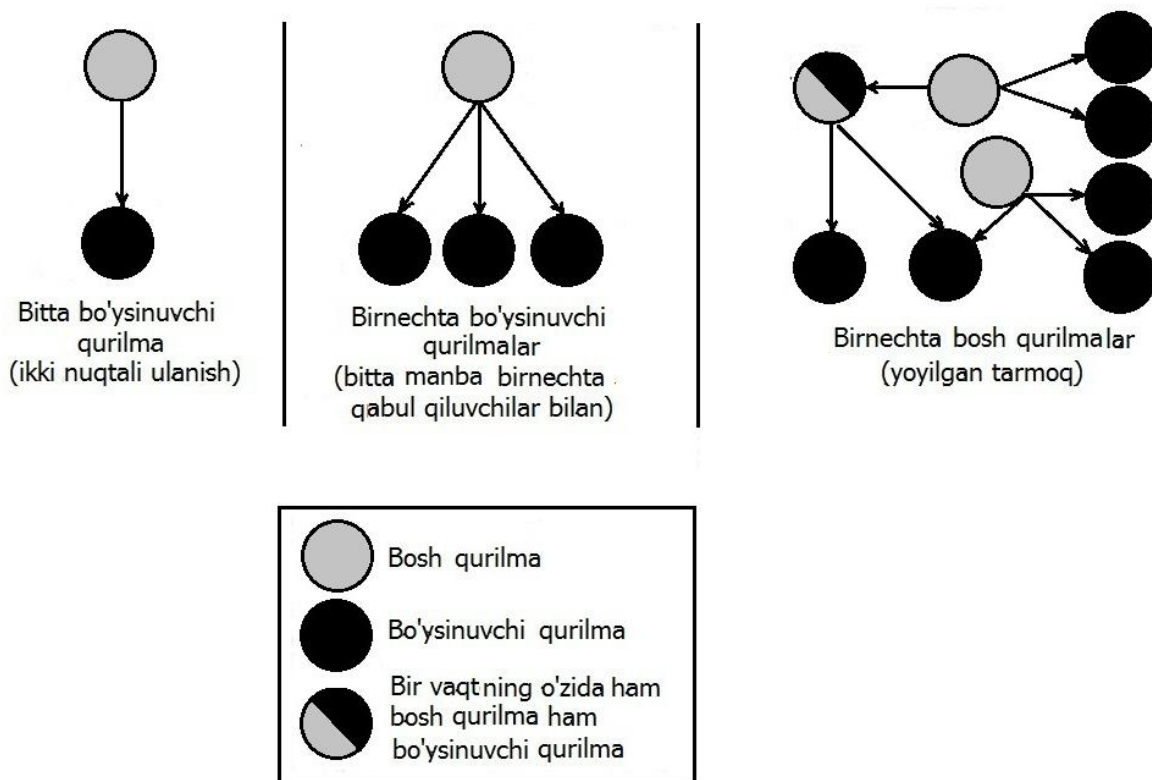 Bitta bo'ysinuvchi
qurilma
(ikki nuqtali ulanish)
Birnechta bo'ysinuvchi
qurilmalar
(bitta manba birnechta
qabul qiluvchilar bilan)
Birnechta bosh qurilmalar
(yoyilgan tarmoq)
Bosh qurilma
Bo'ysinuvchi qurilma
Bir vaqtning o'zida ham
bosh qurilma ham
bo'ysinuvchi qurilma